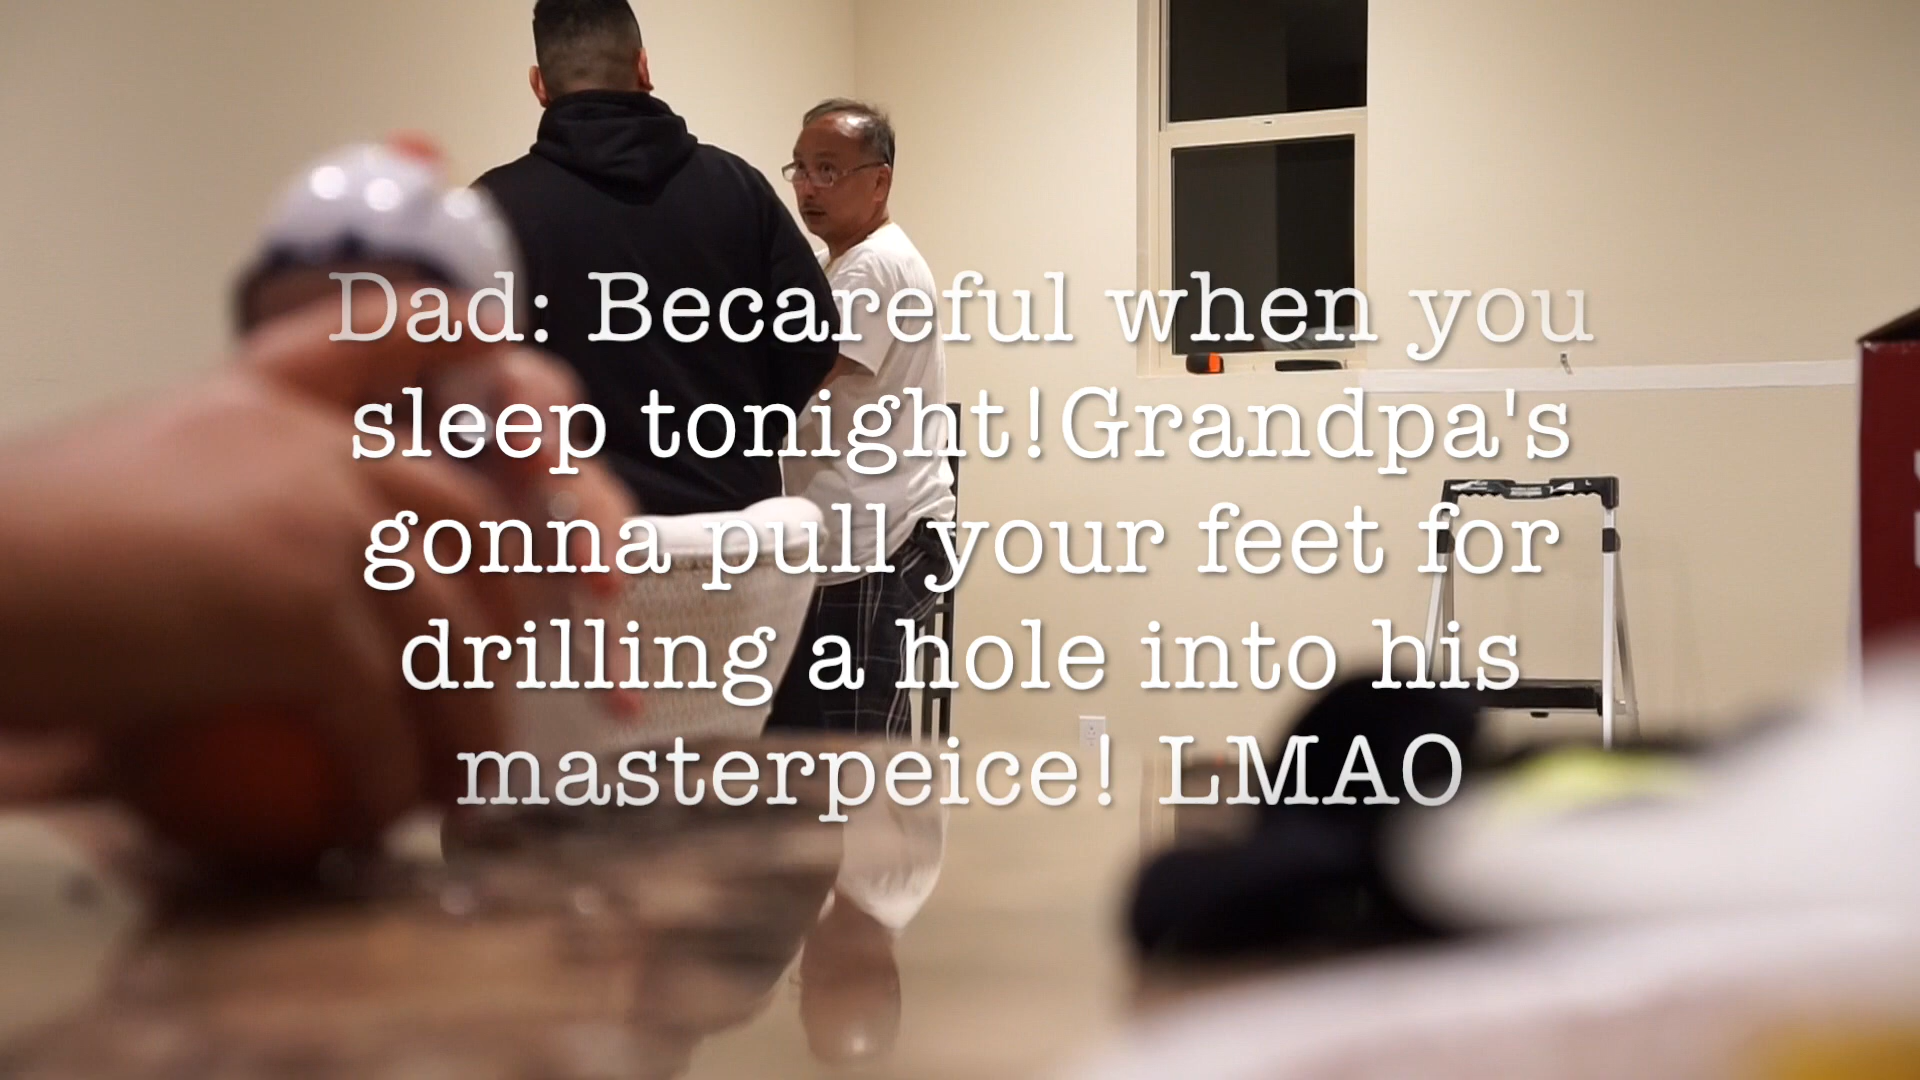 Dad: Becareful when you
sleep tonight!Grandpa's
gonna pull your feet for
drilling a hole into his
masterpeice! LMAO